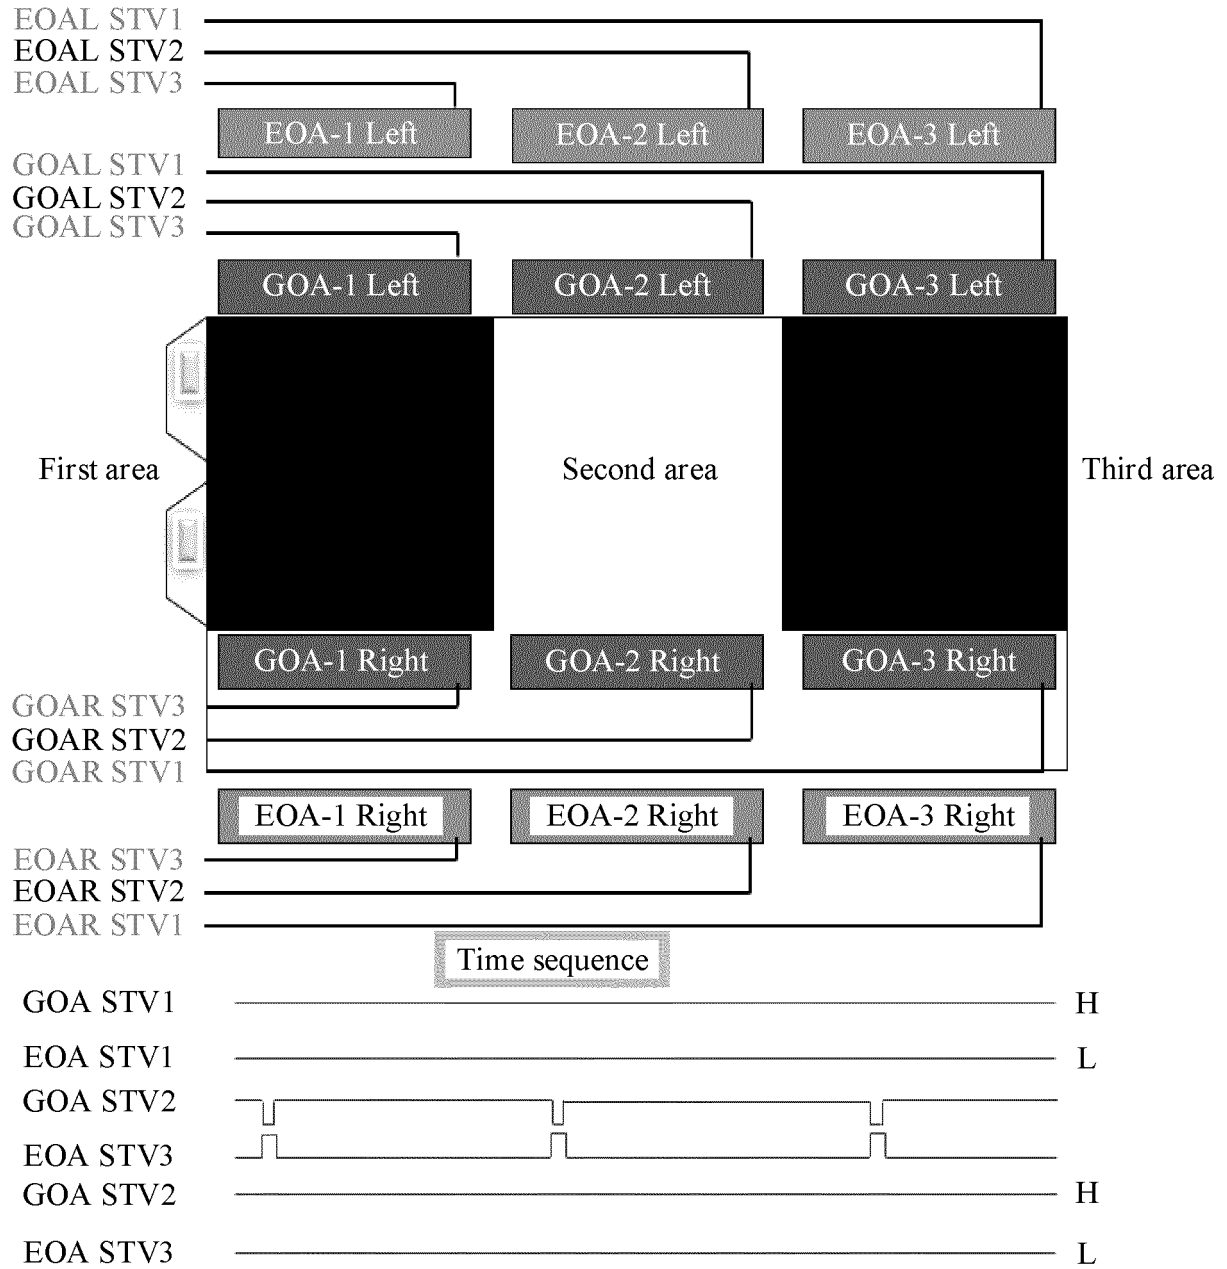 EOAL STV1
EOAL STV2
EOAL STV3
EOA-1 Left
EOA-2 Left
EOA-3 Left
GOAL STV1
GOAL STV2
GOAL STV3
GOA-1 Left
GOA-2 Left
GOA-3 Left
First area
Second area
Third area
GOA-1 Right
GOA-2 Right
GOA-3 Right
GOAR STV3
GOAR STV2
GOAR STV1
EOA-1 Right
EOA-2 Right
EOA-3 Right
EOAR STV3
EOAR STV2
EOAR STV1
Time sequence
GOA STV1 H
EOA STV1 L
GOA STV2
EOA STV3
GOA STV2 H
EOA STV3 L